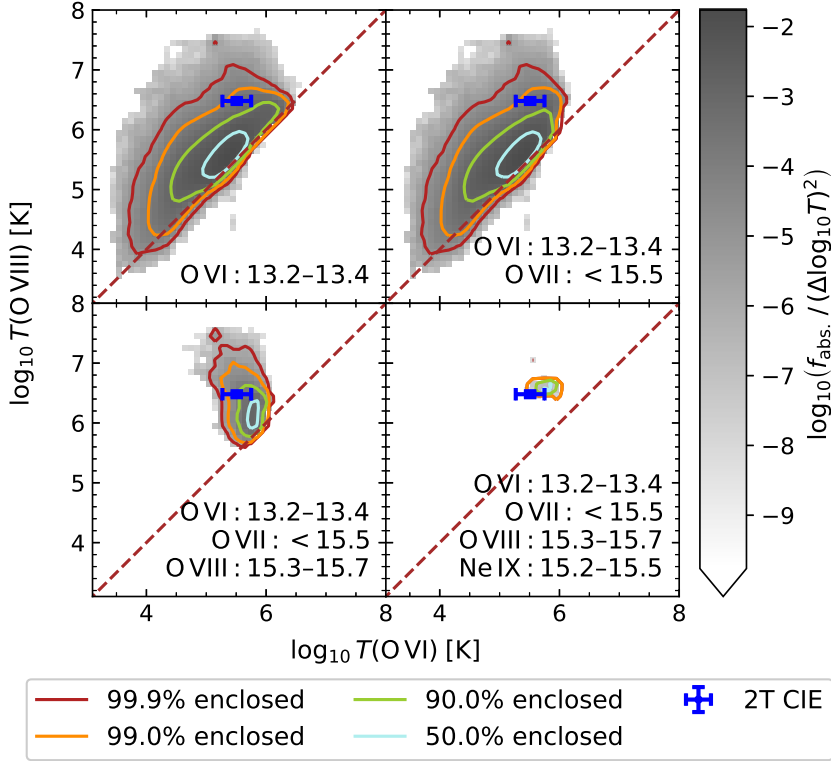 8
7
6
5
4
O VI : 13.2–13.4
O VI : 13.2–13.4
O VII : < 15.5
8
7
6
5
4
O VI : 13.2–13.4
O VII : < 15.5
O VIII : 15.3–15.7
O VI : 13.2–13.4
O VII : < 15.5
O VIII : 15.3–15.7
Ne IX : 15.2–15.5
4 6 8 4 6 8
log₁₀ T(O VIII) [K]
log₁₀ T(O VI) [K]
−2
−3
−4
−5
−6
−7
−8
−9
log₁₀(f_abs. / (Δlog₁₀T)²)
99.9% enclosed 90.0% enclosed 2T CIE
99.0% enclosed 50.0% enclosed